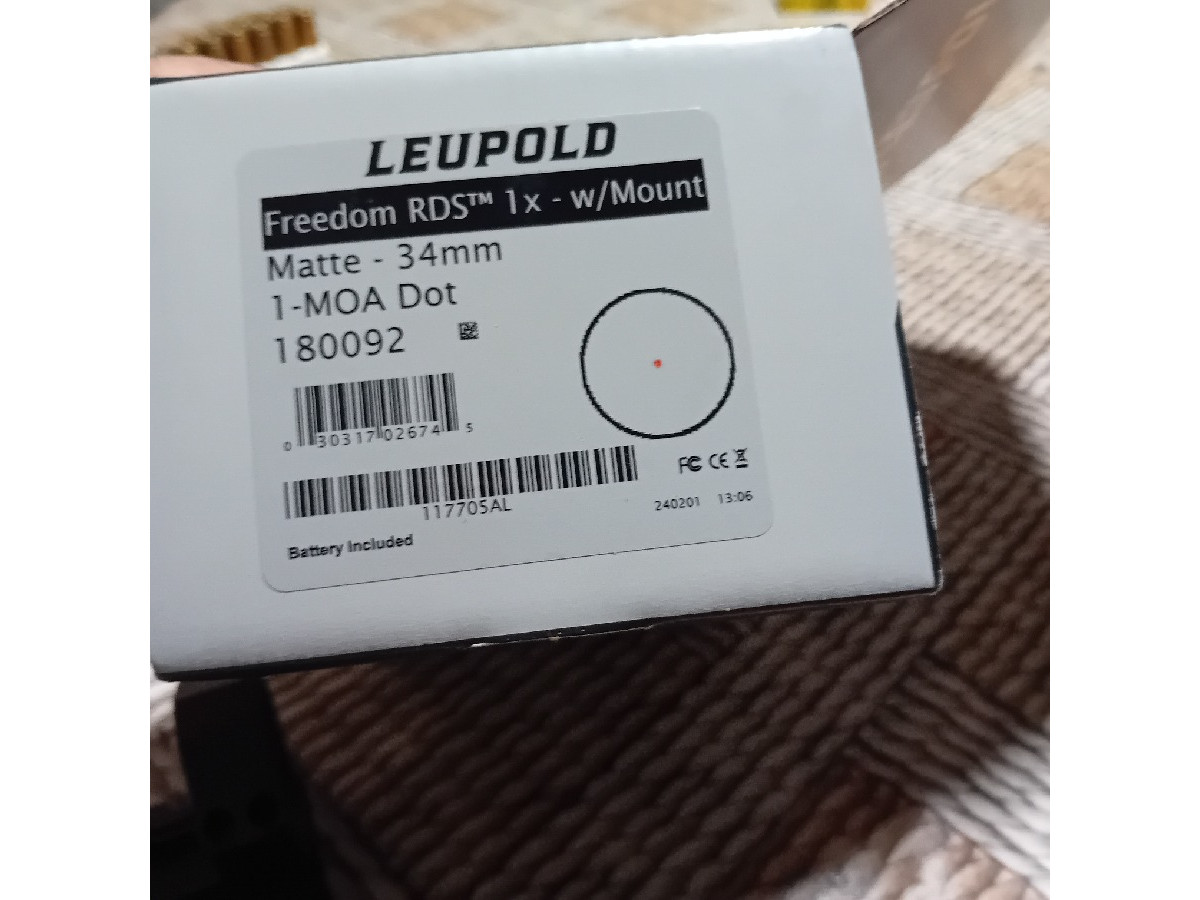 LEUPOLD
Freedom RDS™ 1x - w/Mount
Matte - 34mm
1-MOA Dot
180092
0 30317 02674 5
117705AL
FC CE
240201 13:06
Battery Included